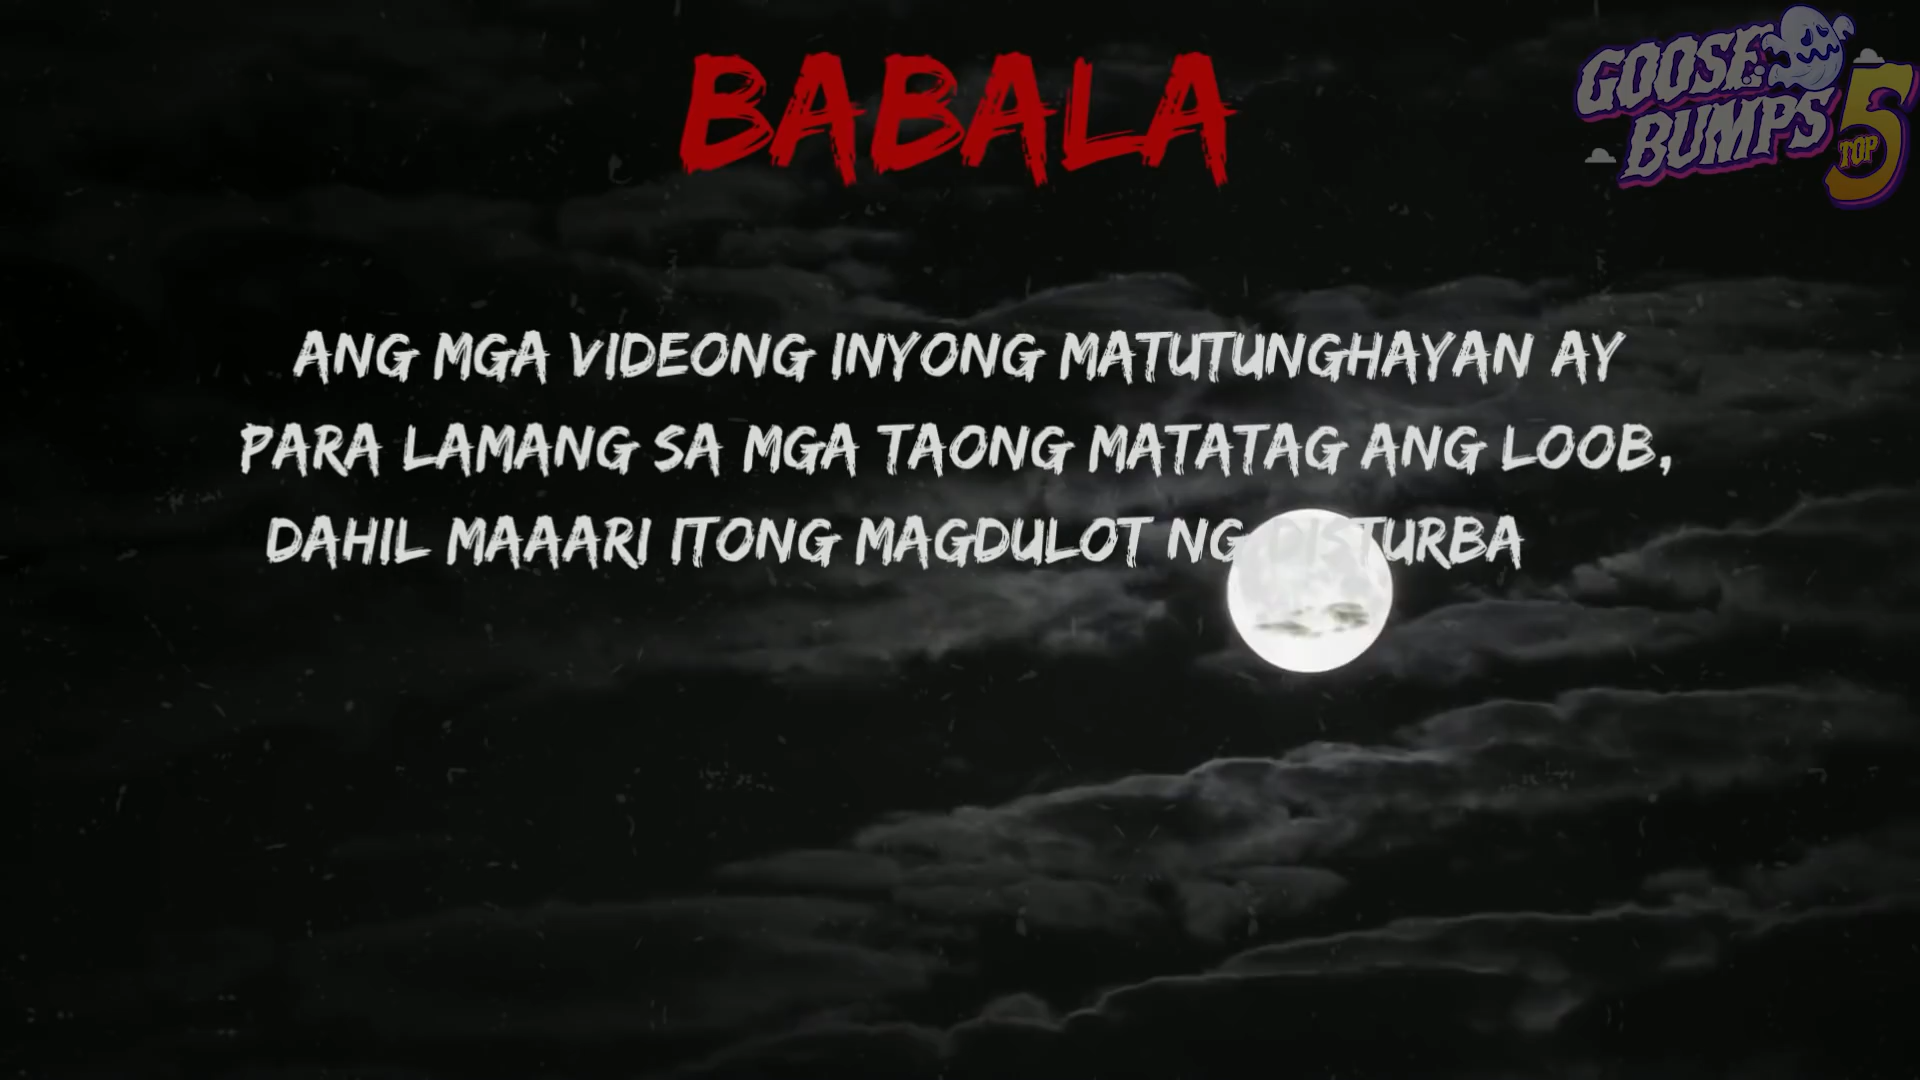 BABALA
GOOSE
BUMPS
TOP 5
ANG MGA VIDEONG INYONG MATUTUNGHAYAN AY
PARA LAMANG SA MGA TAONG MATATAG ANG LOOB,
DAHIL MAAARI ITONG MAGDULOT NG DISTURBA